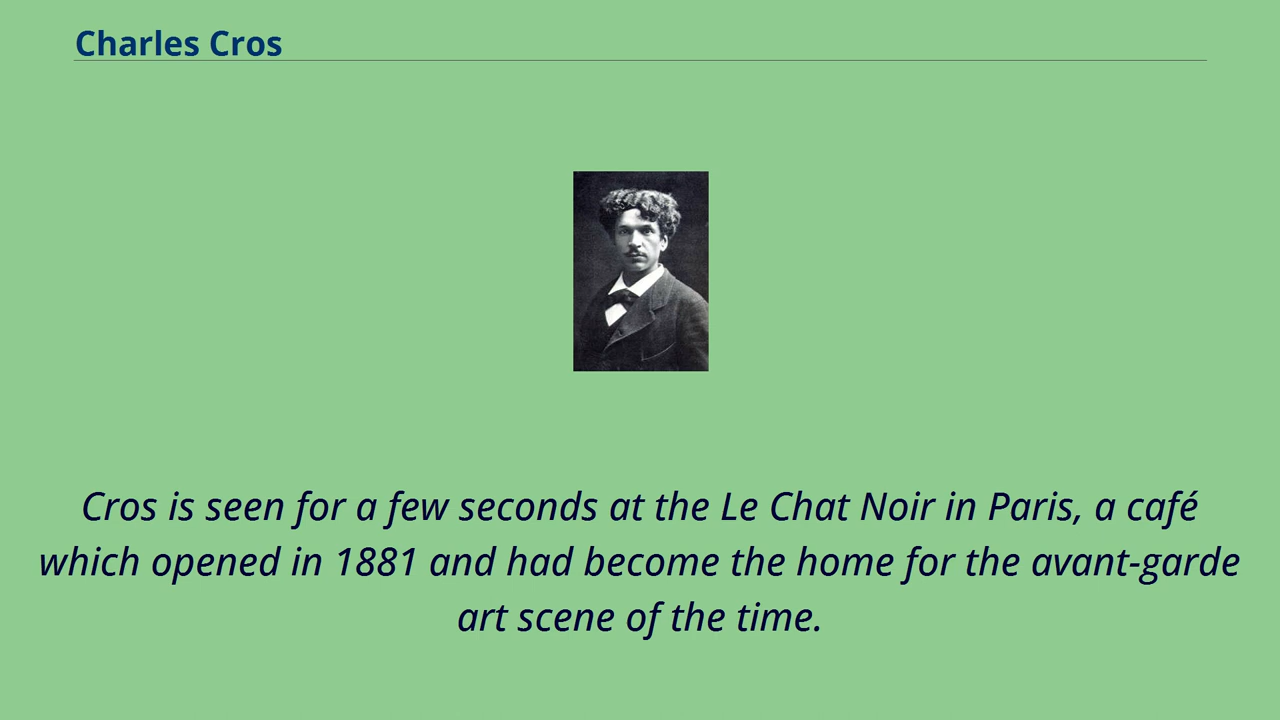 Charles Cros
Cros is seen for a few seconds at the Le Chat Noir in Paris, a café
which opened in 1881 and had become the home for the avant-garde
art scene of the time.